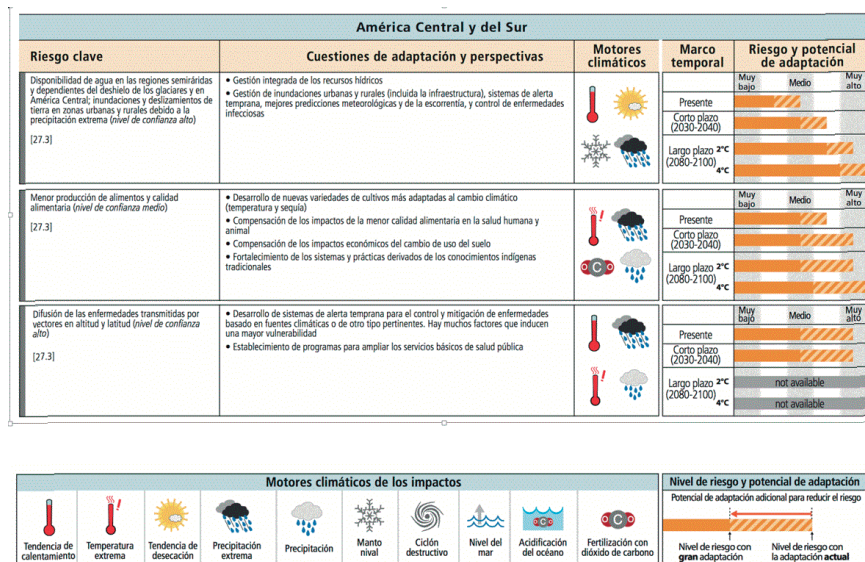 América Central y del Sur
Riesgo clave
Cuestiones de adaptación y perspectivas
Motores
climáticos
Marco
temporal
Riesgo y potencial
de adaptación
Disponibilidad de agua en las regiones semiráridas
y dependientes del deshielo de los glaciares y en
América Central; inundaciones y deslizamientos de
tierra en zonas urbanas y rurales debido a la
precipitación extrema (nivel de confianza alto)
[27.3]
• Gestión integrada de los recursos hídricos
• Gestión de inundaciones urbanas y rurales (incluida la infraestructura), sistemas de alerta
temprana, mejores predicciones meteorológicas y de la escorrentía, y control de enfermedades
infecciosas
Muy
bajo
Medio
Muy
alto
Presente
Corto plazo
(2030-2040)
Largo plazo 2°C
(2080-2100)
4°C
Menor producción de alimentos y calidad
alimentaria (nivel de confianza medio)
[27.3]
• Desarrollo de nuevas variedades de cultivos más adaptadas al cambio climático
(temperatura y sequía)
• Compensación de los impactos de la menor calidad alimentaria en la salud humana y
animal
• Compensación de los impactos económicos del cambio de uso del suelo
• Fortalecimiento de los sistemas y prácticas derivados de los conocimientos indígenas
tradicionales
O C O
Muy
bajo
Medio
Muy
alto
Presente
Corto plazo
(2030-2040)
Largo plazo 2°C
(2080-2100)
4°C
Difusión de las enfermedades transmitidas por
vectores en altitud y latitud (nivel de confianza
alto)
[27.3]
• Desarrollo de sistemas de alerta temprana para el control y mitigación de enfermedades
basado en fuentes climáticas o de otro tipo pertinentes. Hay muchos factores que inducen
una mayor vulnerabilidad
• Establecimiento de programas para ampliar los servicios básicos de salud pública
Muy
bajo
Medio
Muy
alto
Presente
Corto plazo
(2030-2040)
Largo plazo 2°C
(2080-2100)
4°C
not available
not available
Motores climáticos de los impactos
Tendencia de
calentamiento
Temperatura
extrema
Tendencia de
desecación
Precipitación
extrema
Precipitación
Manto
nival
Ciclón
destructivo
Nivel del
mar
O C O
Acidificación
del océano
O C O
Fertilización con
dióxido de carbono
Nivel de riesgo y potencial de adaptación
Potencial de adaptación adicional para reducir el riesgo
Nivel de riesgo con
gran adaptación
Nivel de riesgo con
la adaptación actual